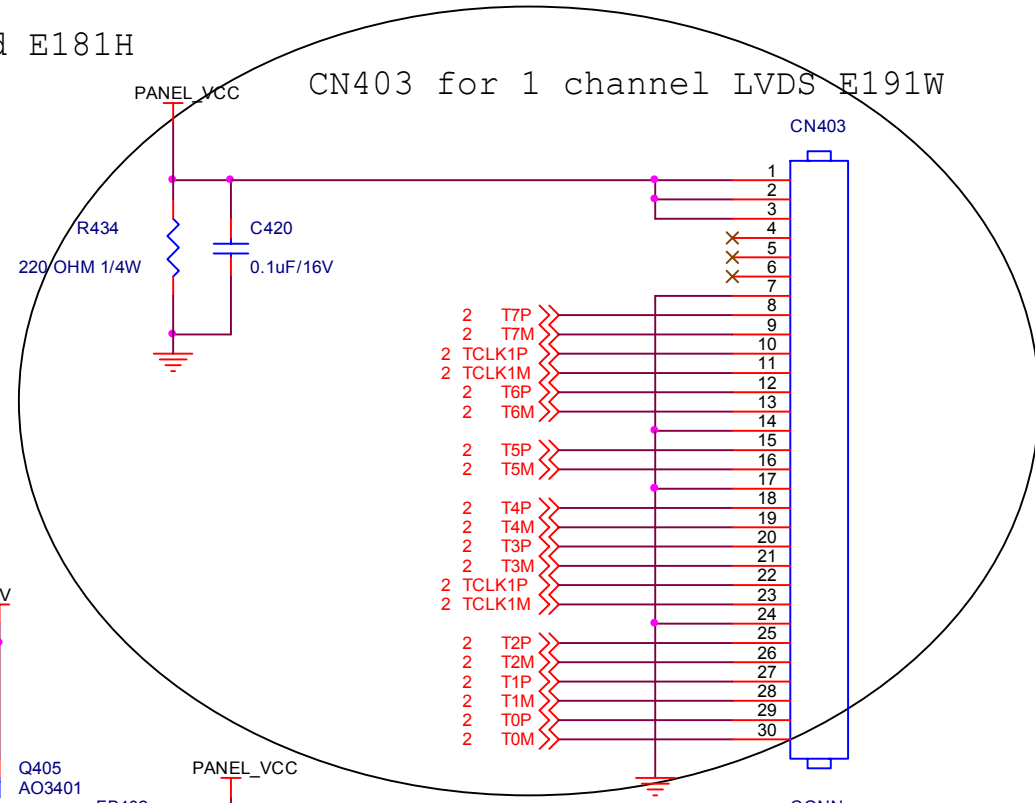 d E181H
CN403 for 1 channel LVDS E191W
PANEL_VCC
CN403
R434
220 OHM 1/4W
C420
0.1uF/16V
1
2
3
4
5
6
7
2 T7P 8
2 T7M 9
2 TCLK1P 10
2 TCLK1M 11
2 T6P 12
2 T6M 13
14
2 T5P 15
2 T5M 16
17
2 T4P 18
2 T4M 19
2 T3P 20
2 T3M 21
2 TCLK1P 22
2 TCLK1M 23
24
2 T2P 25
2 T2M 26
2 T1P 27
2 T1M 28
2 T0P 29
2 T0M 30
V
Q405
AO3401
PANEL_VCC